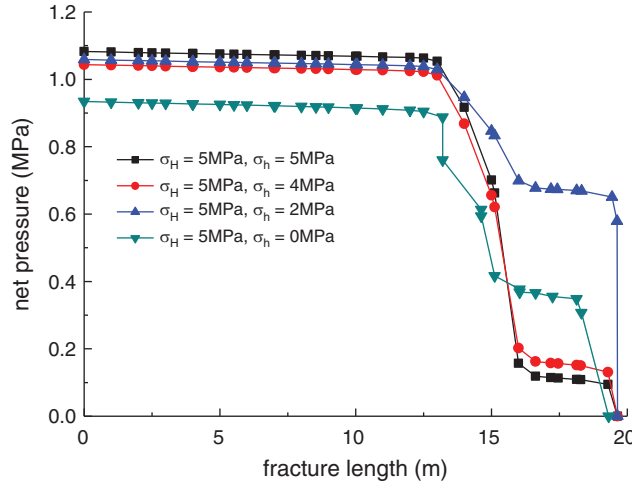 net pressure (MPa)
1.2
1.0
0.8
0.6
0.4
0.2
0.0
σH = 5MPa, σh = 5MPa
σH = 5MPa, σh = 4MPa
σH = 5MPa, σh = 2MPa
σH = 5MPa, σh = 0MPa
0 5 10 15 20
fracture length (m)